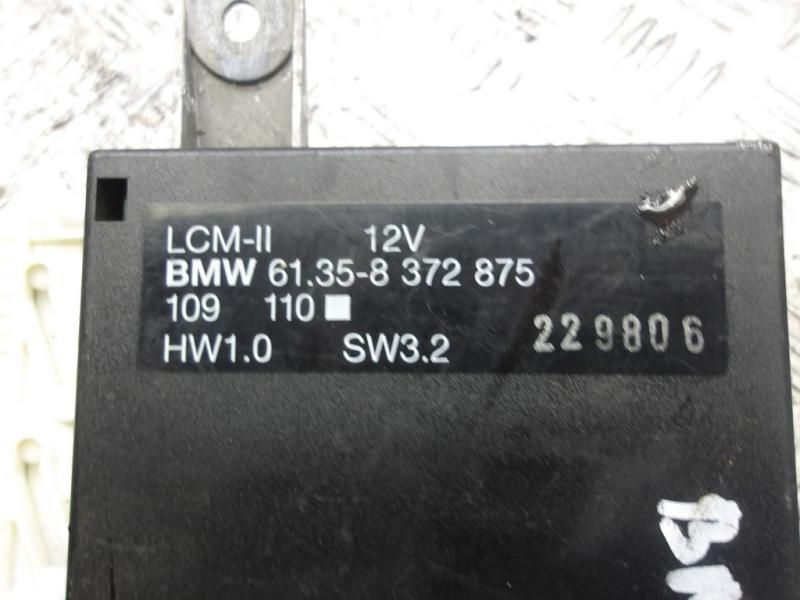 LCM-II 12V
BMW 61.35-8 372 875
109 110
HW1.0 SW3.2 229806